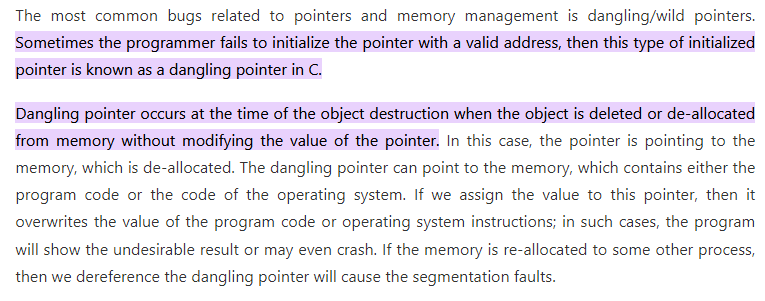 The most common bugs related to pointers and memory management is dangling/wild pointers.
Sometimes the programmer fails to initialize the pointer with a valid address, then this type of initialized
pointer is known as a dangling pointer in C.
Dangling pointer occurs at the time of the object destruction when the object is deleted or de-allocated
from memory without modifying the value of the pointer. In this case, the pointer is pointing to the
memory, which is de-allocated. The dangling pointer can point to the memory, which contains either the
program code or the code of the operating system. If we assign the value to this pointer, then it
overwrites the value of the program code or operating system instructions; in such cases, the program
will show the undesirable result or may even crash. If the memory is re-allocated to some other process,
then we dereference the dangling pointer will cause the segmentation faults.